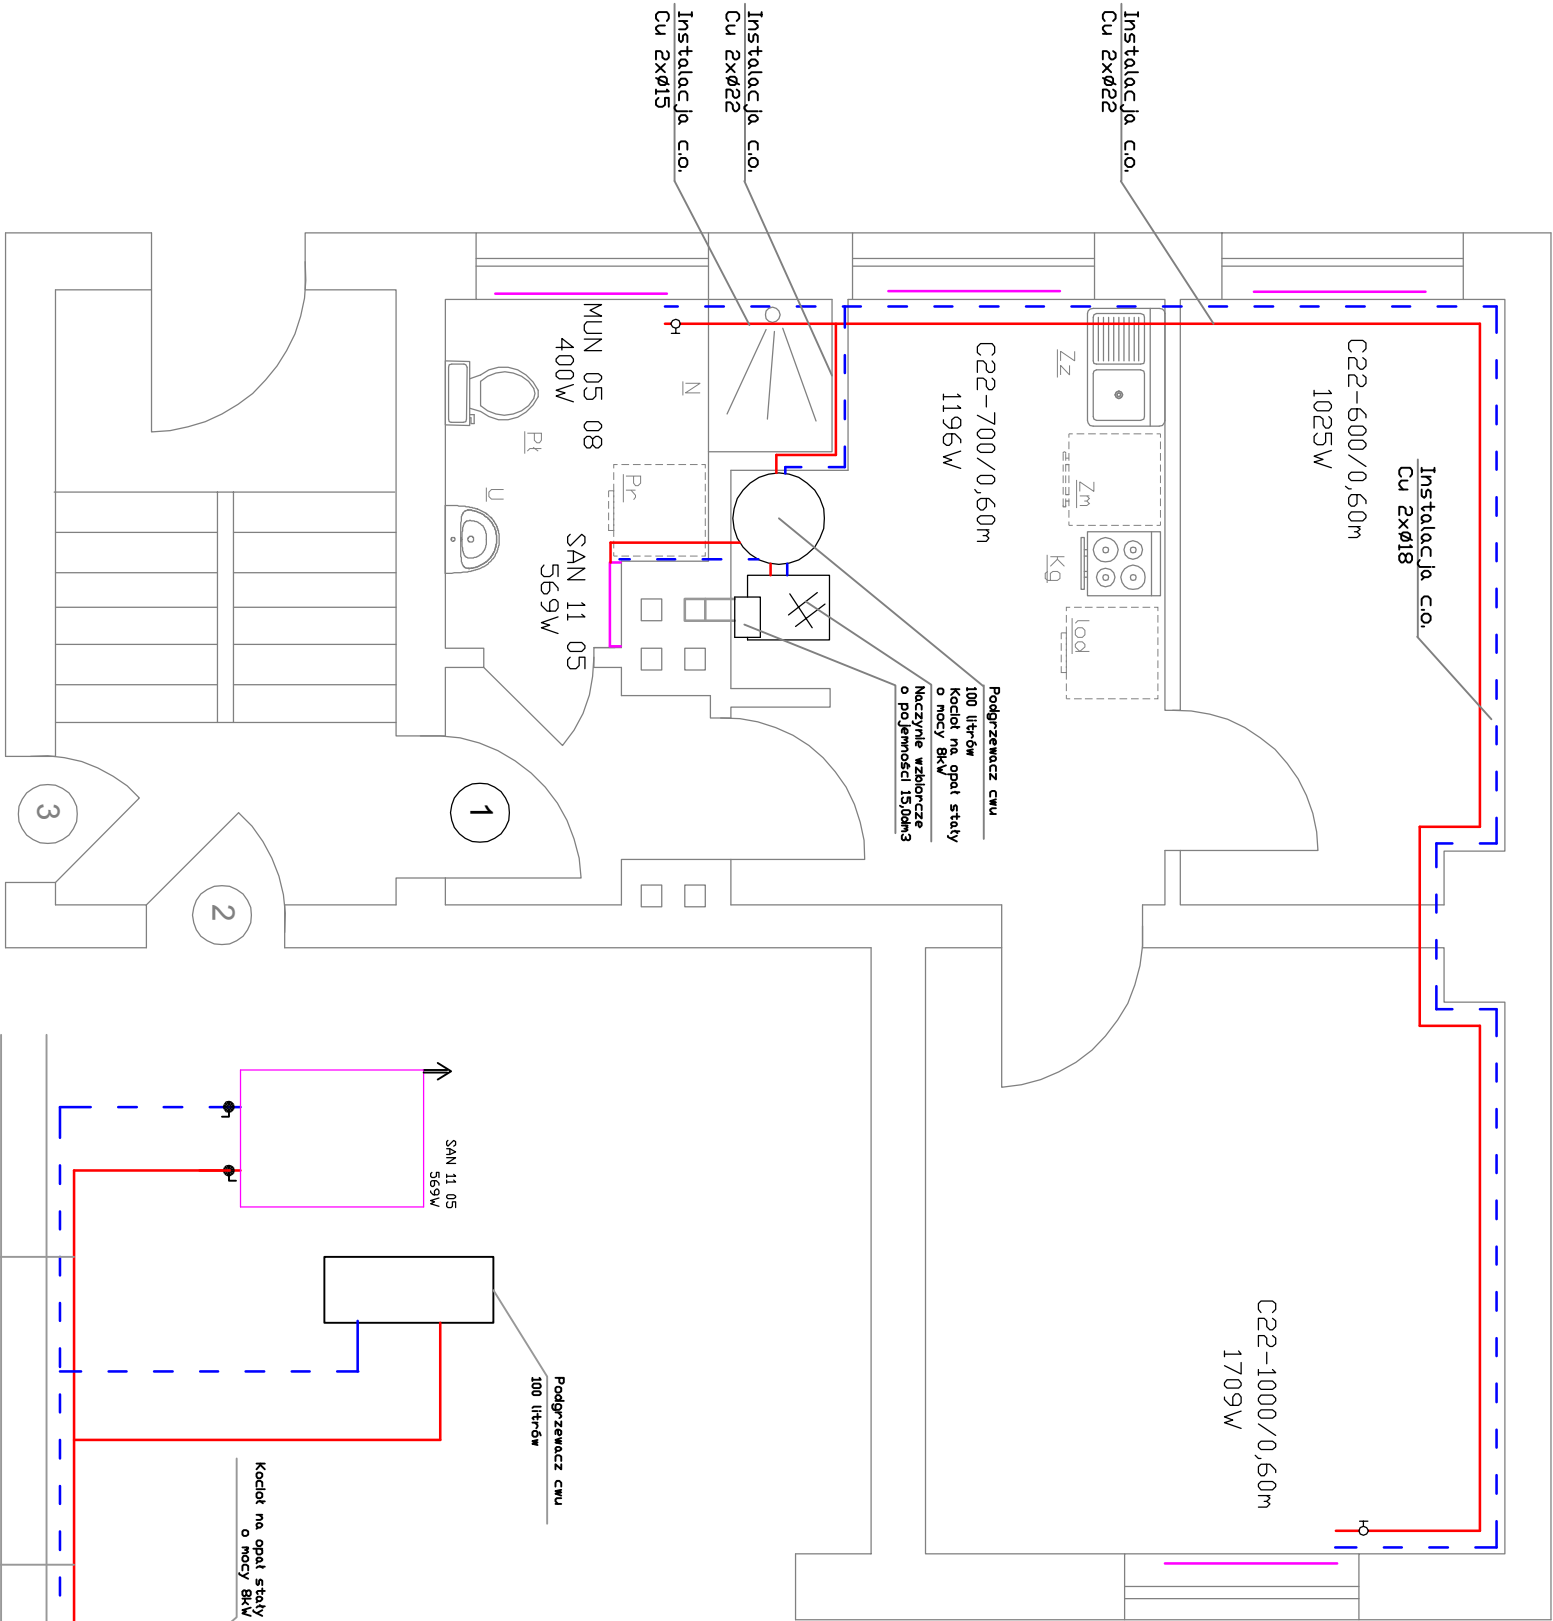 Instalacja c.o.
Cu 2xø22
Instalacja c.o.
Cu 2xø22
Instalacja c.o.
Cu 2xø15
C22-600/0,60m
1025W
Instalacja c.o.
Cu 2xø18
C22-700/0,60m
1196W
Zz
Zm
Kg
lod
N
MUN 05 08
400W
Pł
U
Pr
SAN 11 05
569W
Podgrzewacz cwu
100 litrów
Kocioł na opał stały
o mocy 8kW
Naczynie wzbiorcze
o pojemności 15,0dm3
1
2
3
C22-1000/0,60m
1709W
SAN 11 05
569W
Podgrzewacz cwu
100 litrów
Kocioł na opał stały
o mocy 8kW